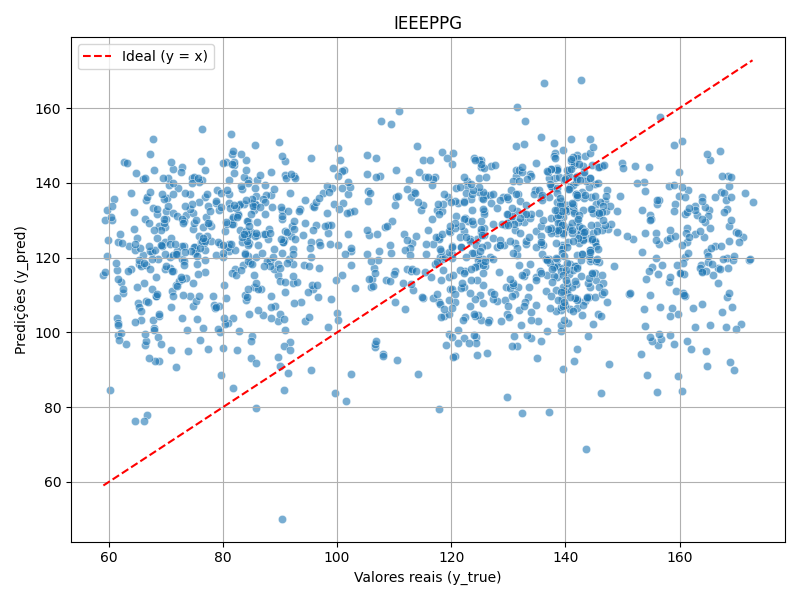 IEEEPPG
Ideal (y = x)
160
140
120
100
80
60
Predições (y_pred)
60 80 100 120 140 160
Valores reais (y_true)